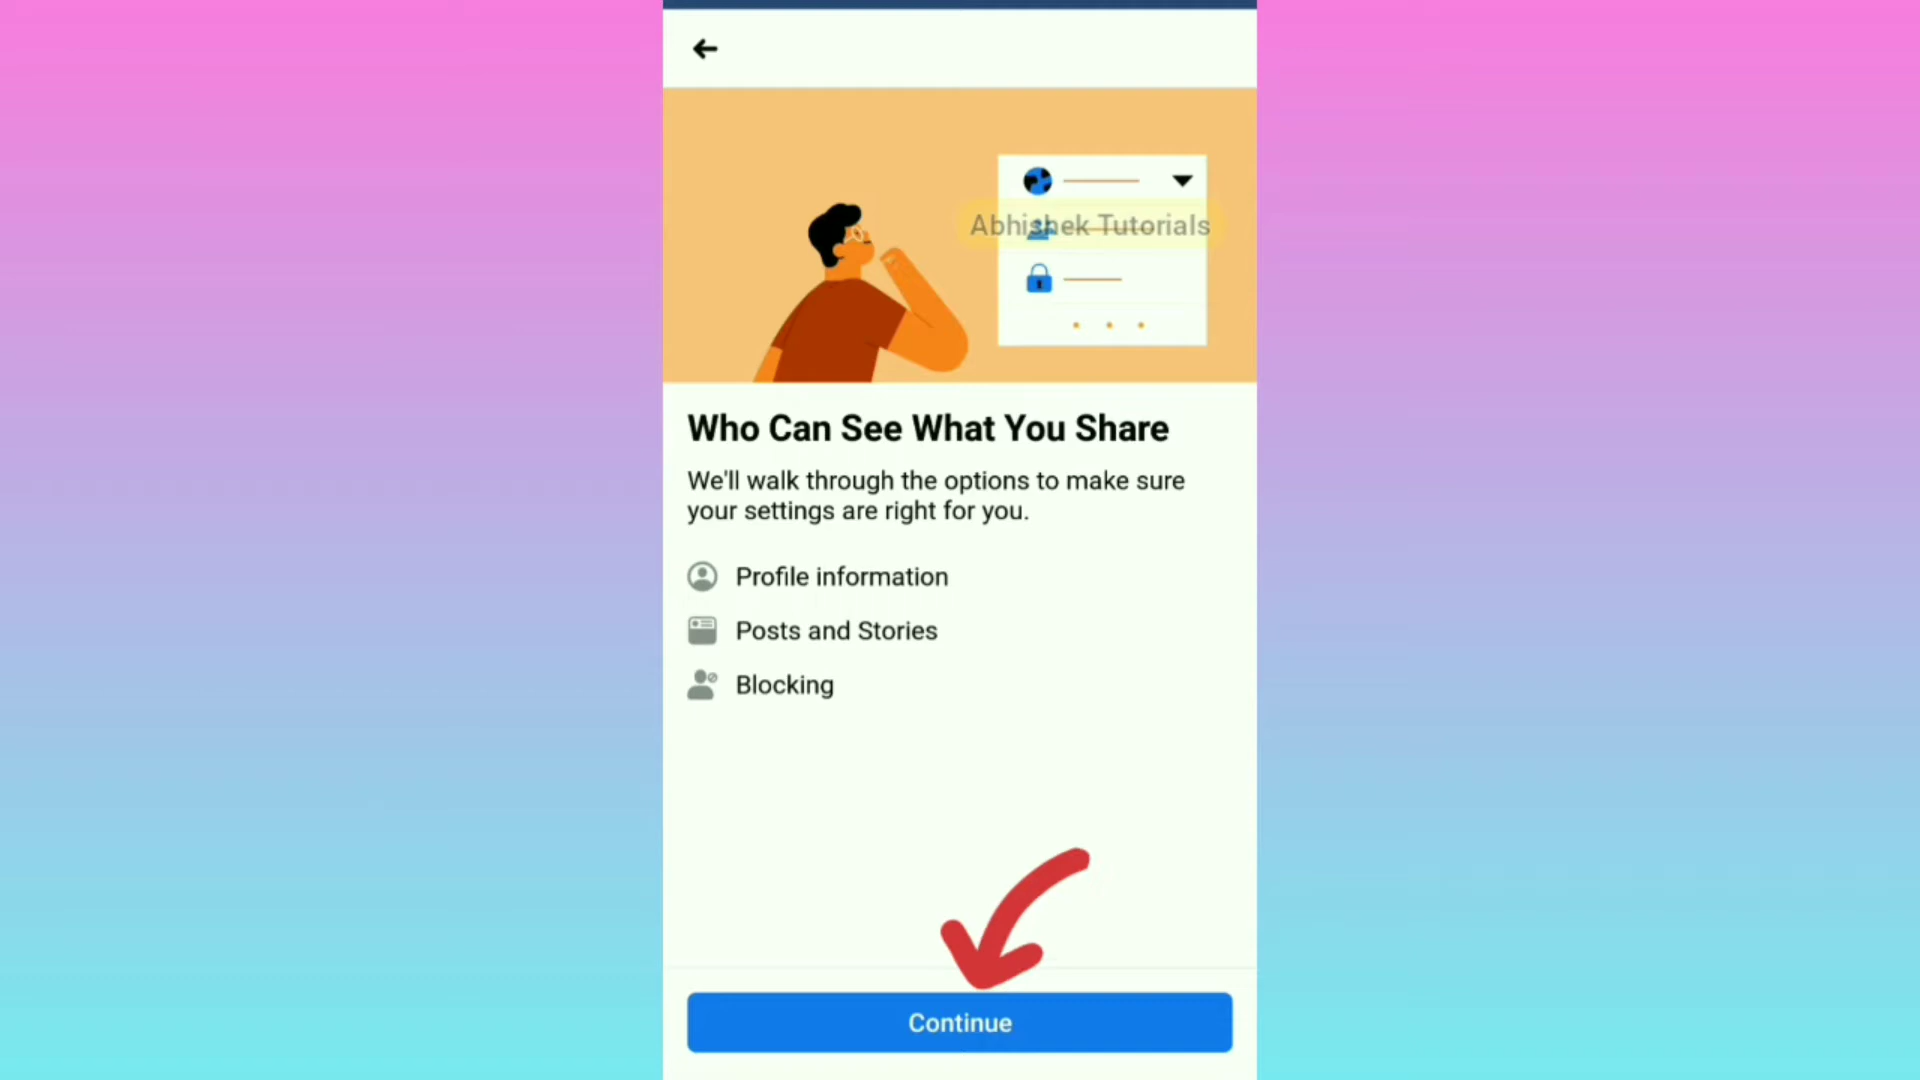 Abhishek Tutorials
Who Can See What You Share
We'll walk through the options to make sure
your settings are right for you.
Profile information
Posts and Stories
Blocking
Continue